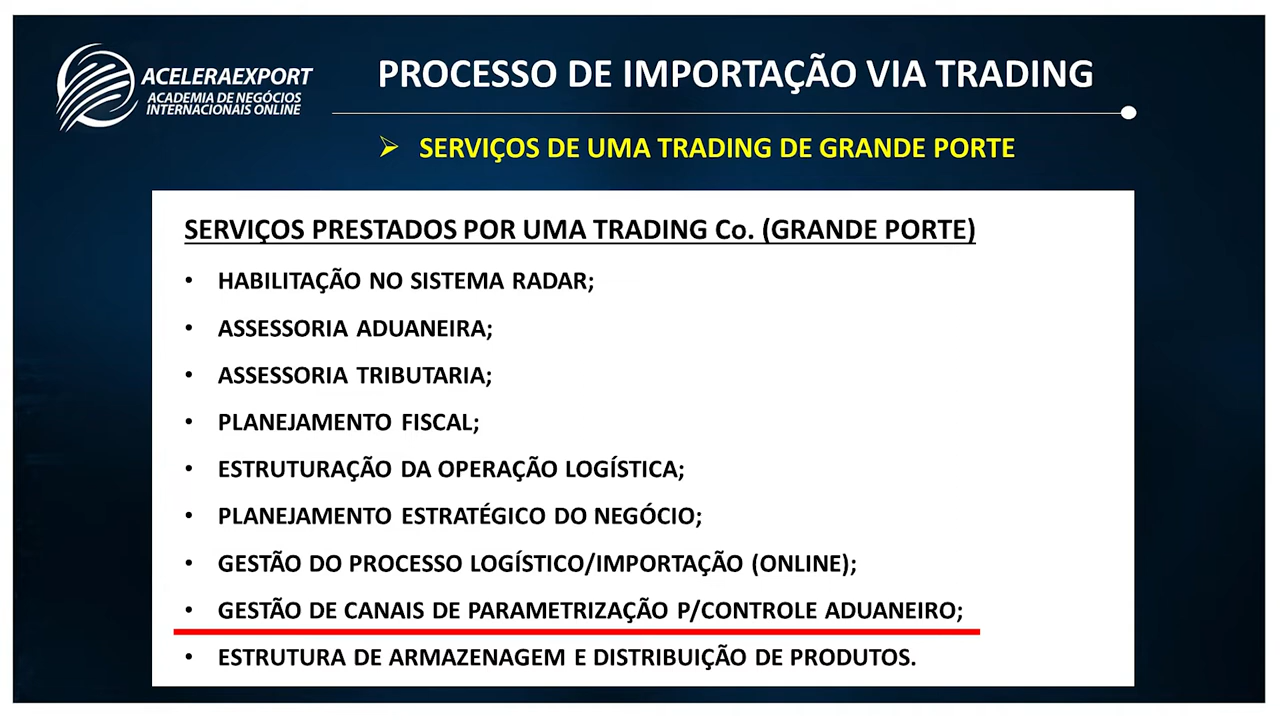 ACELERAEXPORT
ACADEMIA DE NEGÓCIOS
INTERNACIONAIS ONLINE
PROCESSO DE IMPORTAÇÃO VIA TRADING
➢ SERVIÇOS DE UMA TRADING DE GRANDE PORTE
SERVIÇOS PRESTADOS POR UMA TRADING Co. (GRANDE PORTE)
• HABILITAÇÃO NO SISTEMA RADAR;
• ASSESSORIA ADUANEIRA;
• ASSESSORIA TRIBUTARIA;
• PLANEJAMENTO FISCAL;
• ESTRUTURAÇÃO DA OPERAÇÃO LOGÍSTICA;
• PLANEJAMENTO ESTRATÉGICO DO NEGÓCIO;
• GESTÃO DO PROCESSO LOGÍSTICO/IMPORTAÇÃO (ONLINE);
• GESTÃO DE CANAIS DE PARAMETRIZAÇÃO P/CONTROLE ADUANEIRO;
• ESTRUTURA DE ARMAZENAGEM E DISTRIBUIÇÃO DE PRODUTOS.